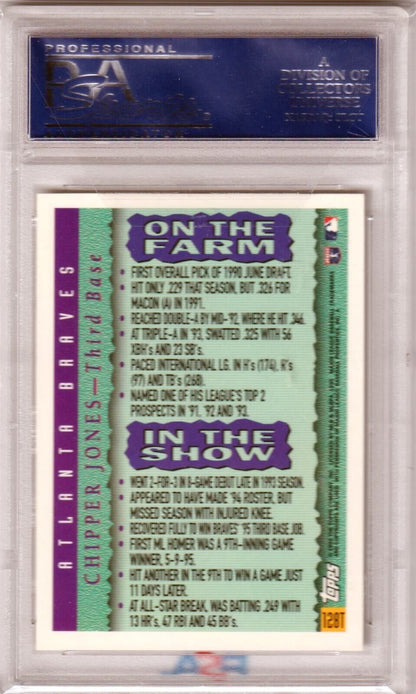 PROFESSIONAL
PSA
A
DIVISION OF
COLLECTORS
UNIVERSE
ATLANTA BRAVES
CHIPPER JONES—Third Base
ON THE
FARM
• FIRST OVERALL PICK OF 1990 JUNE DRAFT.
• HIT ONLY .229 THAT SEASON, BUT .326 FOR
MACON (A) IN 1991.
• REACHED DOUBLE-A BY MID-'92, WHERE HE HIT .346.
• AT TRIPLE-A IN '93, SWATTED .325 WITH 56
XBH's AND 23 SB's.
• PACED INTERNATIONAL LG. IN H's (174), R's
(97) AND TB's (268).
• NAMED ONE OF HIS LEAGUE'S TOP 2
PROSPECTS IN '91, '92 AND '93.
IN THE
SHOW
• WENT 2-FOR-3 IN 8-GAME DEBUT LATE IN 1993 SEASON.
• APPEARED TO HAVE MADE '94 ROSTER, BUT
MISSED SEASON WITH INJURED KNEE.
• RECOVERED FULLY TO WIN BRAVES' '95 THIRD BASE JOB.
• FIRST ML HOMER WAS A 9TH-INNING GAME
WINNER, 5-9-95.
• HIT ANOTHER IN THE 9TH TO WIN A GAME JUST
11 DAYS LATER.
• AT ALL-STAR BREAK, WAS BATTING .249 WITH
13 HR's, 47 RBI AND 45 BB's.
TOPPS
128T
PSA